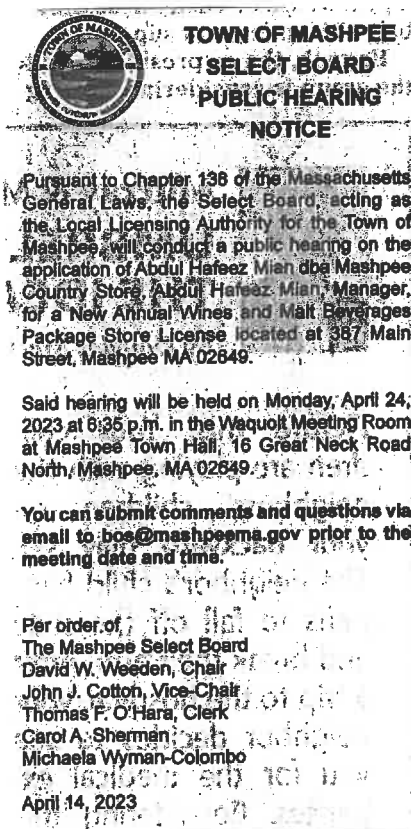 TOWN OF MASHPEE
TOWN OF MASHPEE
SELECT BOARD
PUBLIC HEARING
NOTICE
Pursuant to Chapter 138 of the Massachusetts
General Laws, the Select Board, acting as
the Local Licensing Authority for the Town of
Mashpee, will conduct a public hearing on the
application of Abdul Hafeez Mian dba Mashpee
Country Store, Abdul Hafeez Mian, Manager,
for a New Annual Wines and Malt Beverages
Package Store License located at 387 Main
Street, Mashpee MA 02649.
Said hearing will be held on Monday, April 24,
2023 at 6:35 p.m. in the Waquoit Meeting Room
at Mashpee Town Hall, 16 Great Neck Road
North, Mashpee, MA 02649.
You can submit comments and questions via
email to bos@mashpeema.gov prior to the
meeting date and time.
Per order of
The Mashpee Select Board
David W. Weeden, Chair
John J. Cotton, Vice-Chair
Thomas F. O'Hara, Clerk
Carol A. Sherman
Michaela Wyman-Colombo
April 14, 2023